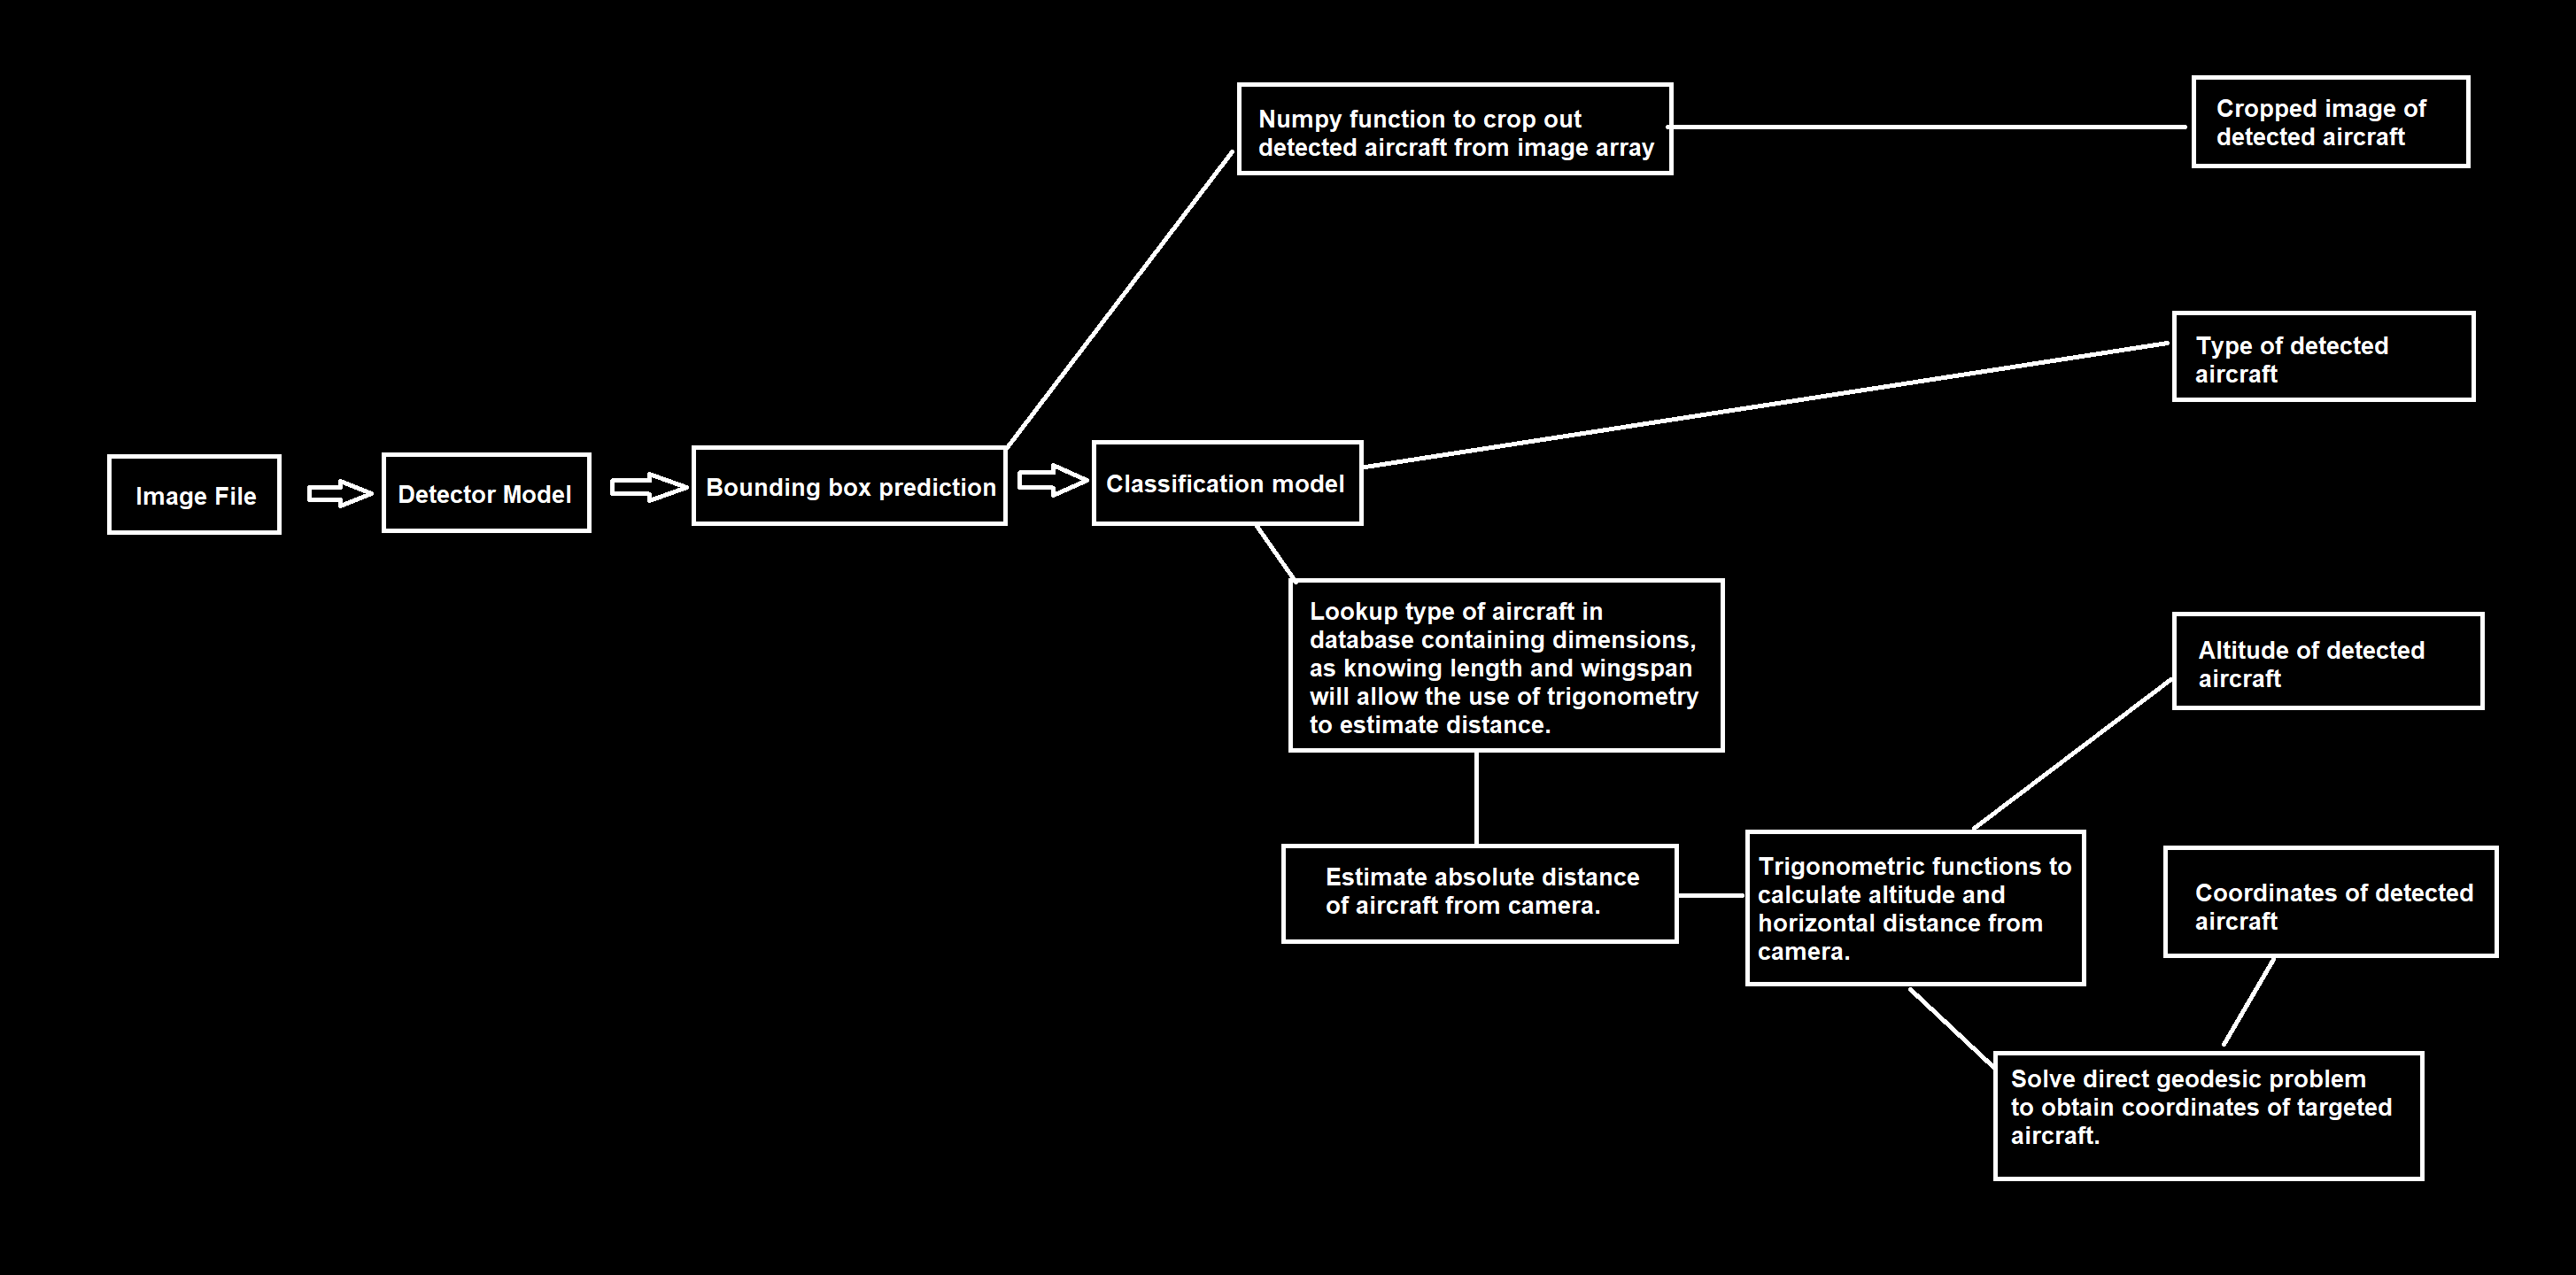 Numpy function to crop out
detected aircraft from image array
Cropped image of
detected aircraft
Type of detected
aircraft
Image File
Detector Model
Bounding box prediction
Classification model
Lookup type of aircraft in
database containing dimensions,
as knowing length and wingspan
will allow the use of trigonometry
to estimate distance.
Altitude of detected
aircraft
Estimate absolute distance
of aircraft from camera.
Trigonometric functions to
calculate altitude and
horizontal distance from
camera.
Coordinates of detected
aircraft
Solve direct geodesic problem
to obtain coordinates of targeted
aircraft.